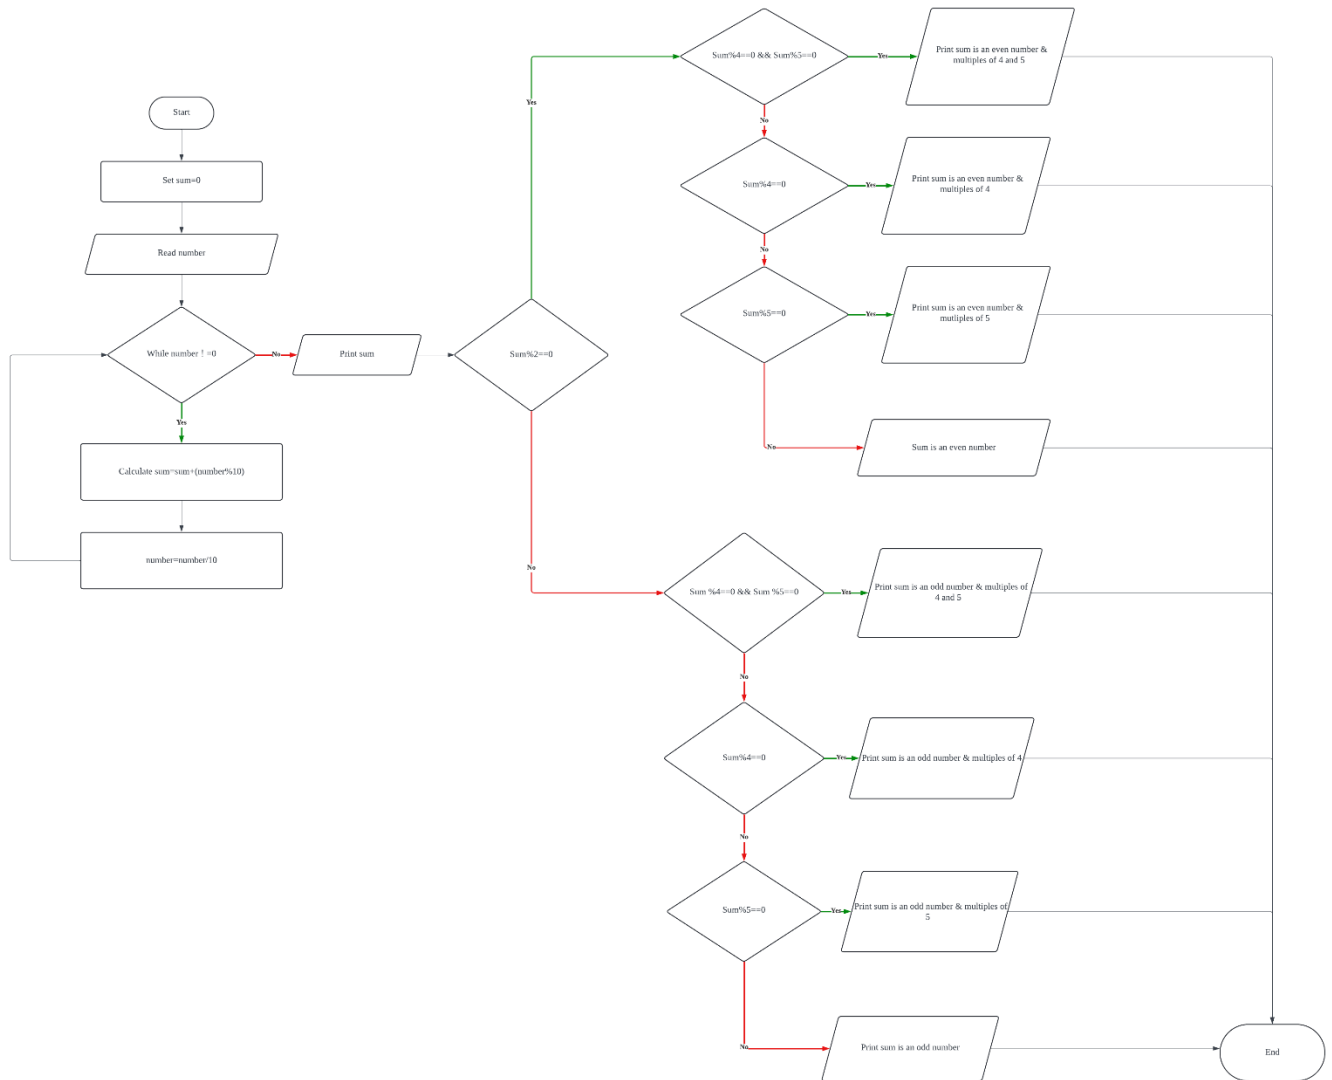 Start
Set sum=0
Read number
While number ! =0
No
Print sum
Yes
Calculate sum=sum+(number%10)
number=number/10
Sum%2==0
Yes
Sum%4==0 && Sum%5==0
Yes
Print sum is an even number &
multiples of 4 and 5
No
Sum%4==0
Yes
Print sum is an even number &
multiples of 4
No
Sum%5==0
Yes
Print sum is an even number &
mutliples of 5
No
Sum is an even number
No
Sum %4==0 && Sum %5==0
Yes
Print sum is an odd number & multiples of
4 and 5
No
Sum%4==0
Yes
Print sum is an odd number & multiples of 4
No
Sum%5==0
Yes
Print sum is an odd number & multiples of
5
No
Print sum is an odd number
End